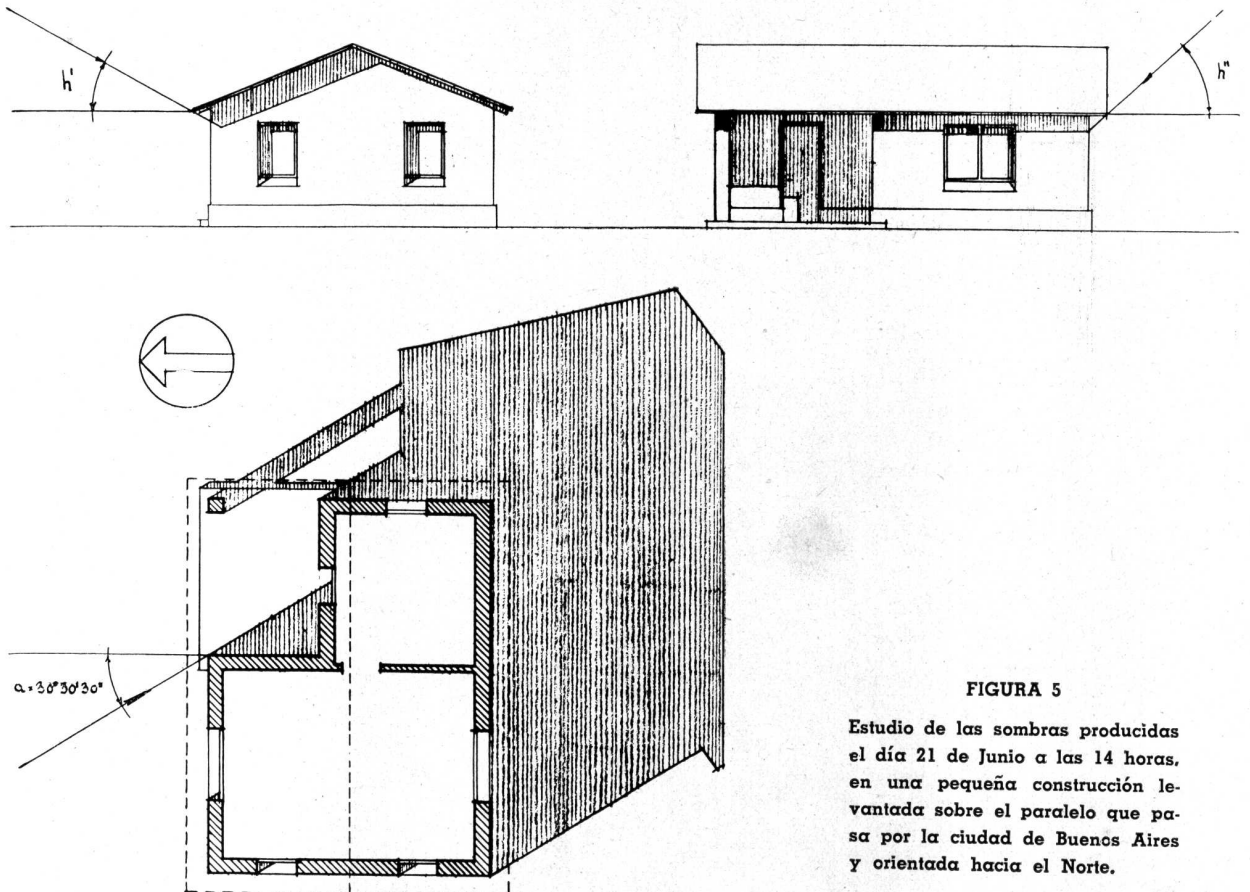 h'
h"
a=30°30'30"
FIGURA 5
Estudio de las sombras producidas
el día 21 de Junio a las 14 horas,
en una pequeña construcción le-
vantada sobre el paralelo que pa-
sa por la ciudad de Buenos Aires
y orientada hacia el Norte.